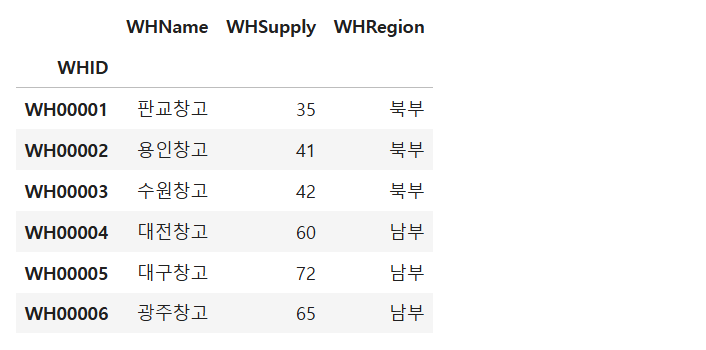 WHName WHSupply WHRegion
WHID
WH00001 판교창고 35 북부
WH00002 용인창고 41 북부
WH00003 수원창고 42 북부
WH00004 대전창고 60 남부
WH00005 대구창고 72 남부
WH00006 광주창고 65 남부